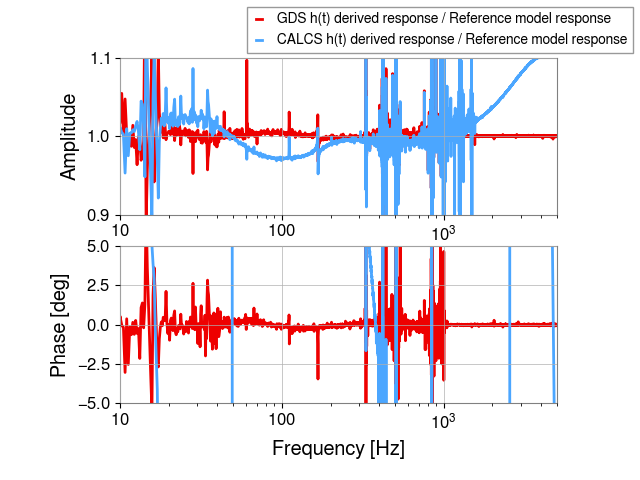 GDS h(t) derived response / Reference model response
CALCS h(t) derived response / Reference model response
1.1
1.0
0.9
Amplitude
10 100 10³
5.0
2.5
0.0
−2.5
−5.0
Phase [deg]
10 100 10³
Frequency [Hz]